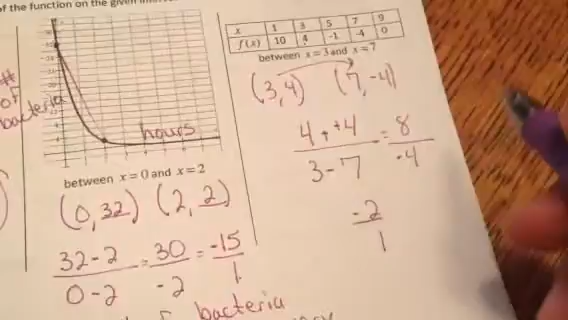 of the function on the given
x 1 3 5 7 9
f(x) 10 4 -1 -4 0
between x = 3 and x = 7
(3,4) (7,-4)
4 + +4 = 8
3 - 7 -4
-2
1
#
OF
bacteria
hours
between x = 0 and x = 2
(0,32) (2,2)
32-2 = 30 = -15
0-2 -2 1
bacteria